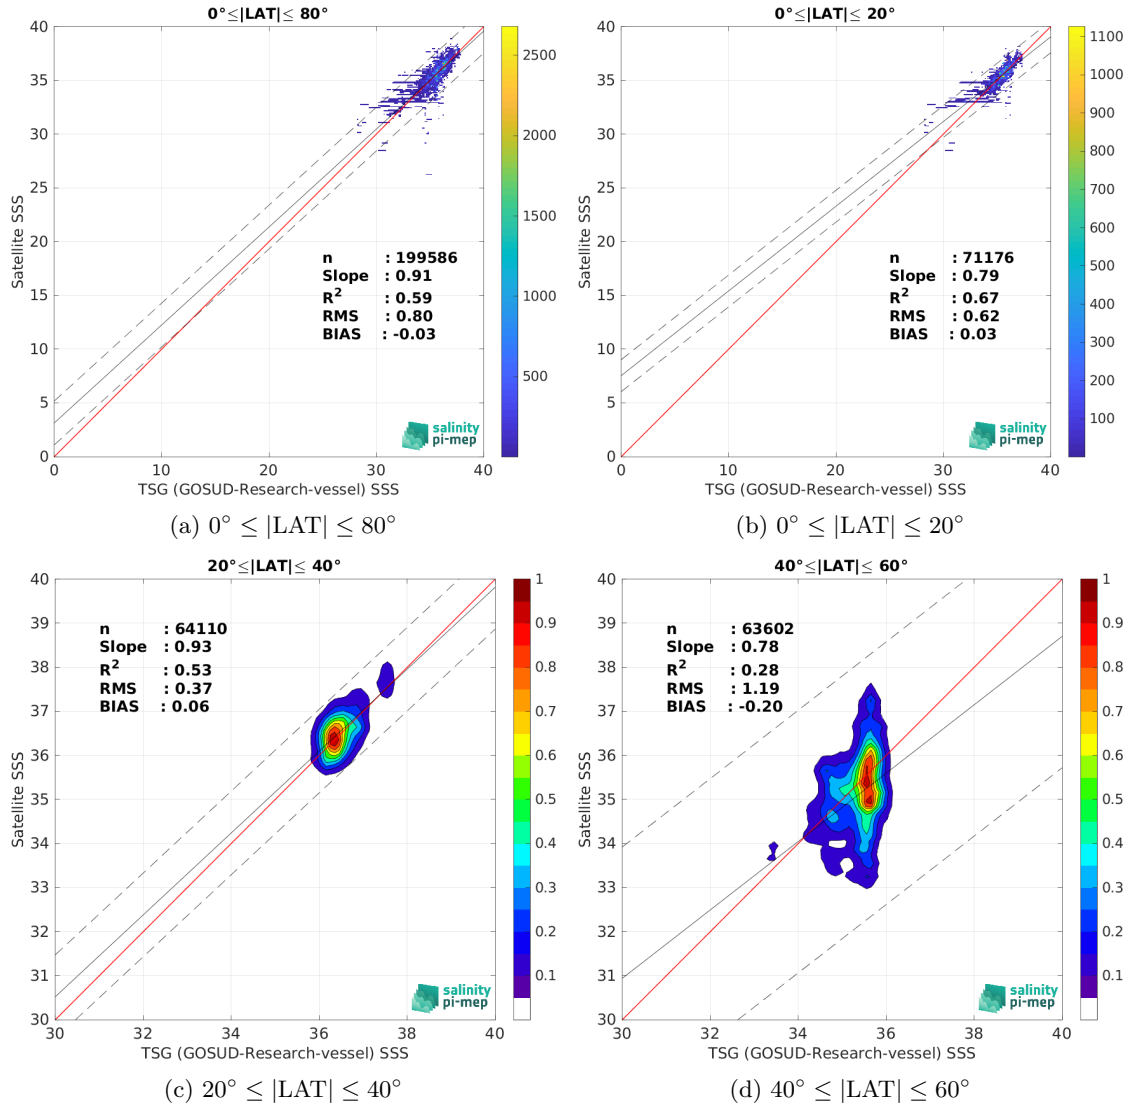 0°≤|LAT|≤ 80°
40
35
30
25
20
15
10
5
0
Satellite SSS
n : 199586
Slope : 0.91
R² : 0.59
RMS : 0.80
BIAS : -0.03
salinity
pi-mep
0 10 20 30 40
TSG (GOSUD-Research-vessel) SSS
2500
2000
1500
1000
500
(a) 0° ≤ |LAT| ≤ 80°
0°≤|LAT|≤ 20°
40
35
30
25
20
15
10
5
0
Satellite SSS
n : 71176
Slope : 0.79
R² : 0.67
RMS : 0.62
BIAS : 0.03
salinity
pi-mep
0 10 20 30 40
TSG (GOSUD-Research-vessel) SSS
1100
1000
900
800
700
600
500
400
300
200
100
(b) 0° ≤ |LAT| ≤ 20°
20°≤|LAT|≤ 40°
40
39
38
37
36
35
34
33
32
31
30
Satellite SSS
n : 64110
Slope : 0.93
R² : 0.53
RMS : 0.37
BIAS : 0.06
salinity
pi-mep
30 32 34 36 38 40
TSG (GOSUD-Research-vessel) SSS
1
0.9
0.8
0.7
0.6
0.5
0.4
0.3
0.2
0.1
(c) 20° ≤ |LAT| ≤ 40°
40°≤|LAT|≤ 60°
40
39
38
37
36
35
34
33
32
31
30
Satellite SSS
n : 63602
Slope : 0.78
R² : 0.28
RMS : 1.19
BIAS : -0.20
salinity
pi-mep
30 32 34 36 38 40
TSG (GOSUD-Research-vessel) SSS
1
0.9
0.8
0.7
0.6
0.5
0.4
0.3
0.2
0.1
(d) 40° ≤ |LAT| ≤ 60°